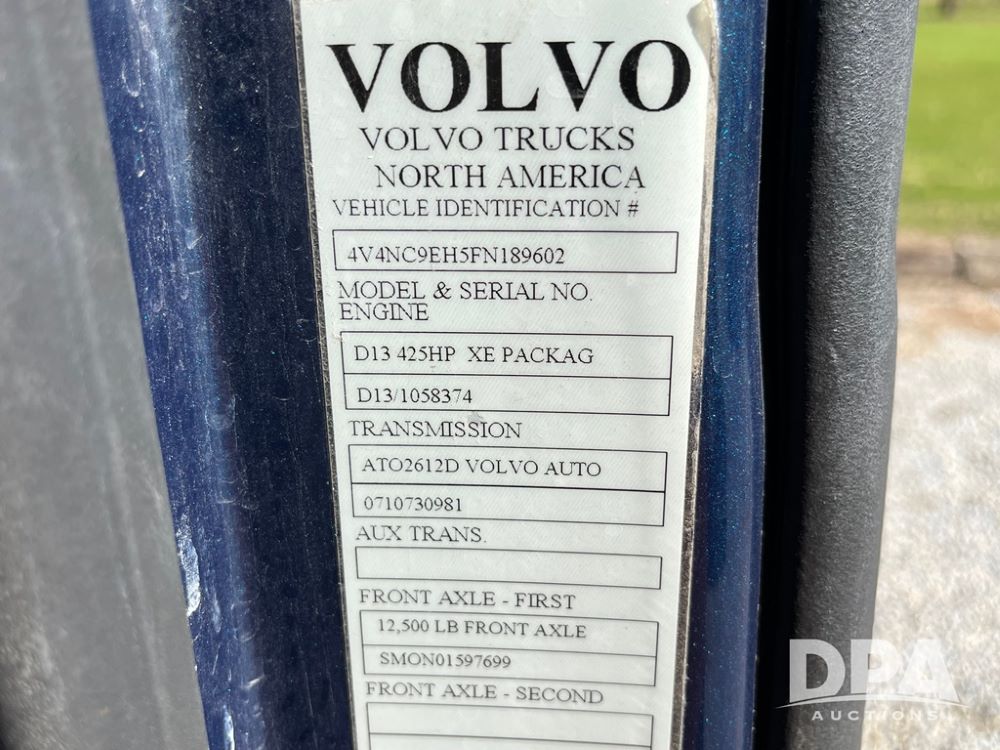 VOLVO
VOLVO TRUCKS
NORTH AMERICA
VEHICLE IDENTIFICATION #
4V4NC9EH5FN189602
MODEL & SERIAL NO.
ENGINE
D13 425HP XE PACKAG
D13/1058374
TRANSMISSION
ATO2612D VOLVO AUTO
0710730981
AUX TRANS.
FRONT AXLE - FIRST
12,500 LB FRONT AXLE
SMON01597699
FRONT AXLE - SECOND
DPA
AUCTIONS